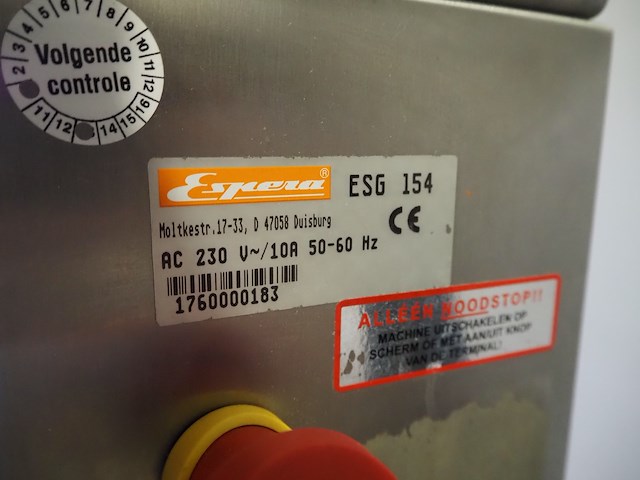 Volgende
controle
2 3 4 5 6 7 8 9 10 11 12
11 12 14 15 16
Espera® ESG 154
Moltkestr.17-33, D 47058 Duisburg
CE
AC 230 V~/10A 50-60 Hz
1760000183
ALLEEN NOODSTOP!!
MACHINE UITSCHAKELEN OP
SCHERM OF MET AAN/UIT KNOP
VAN DE TERMINAL!